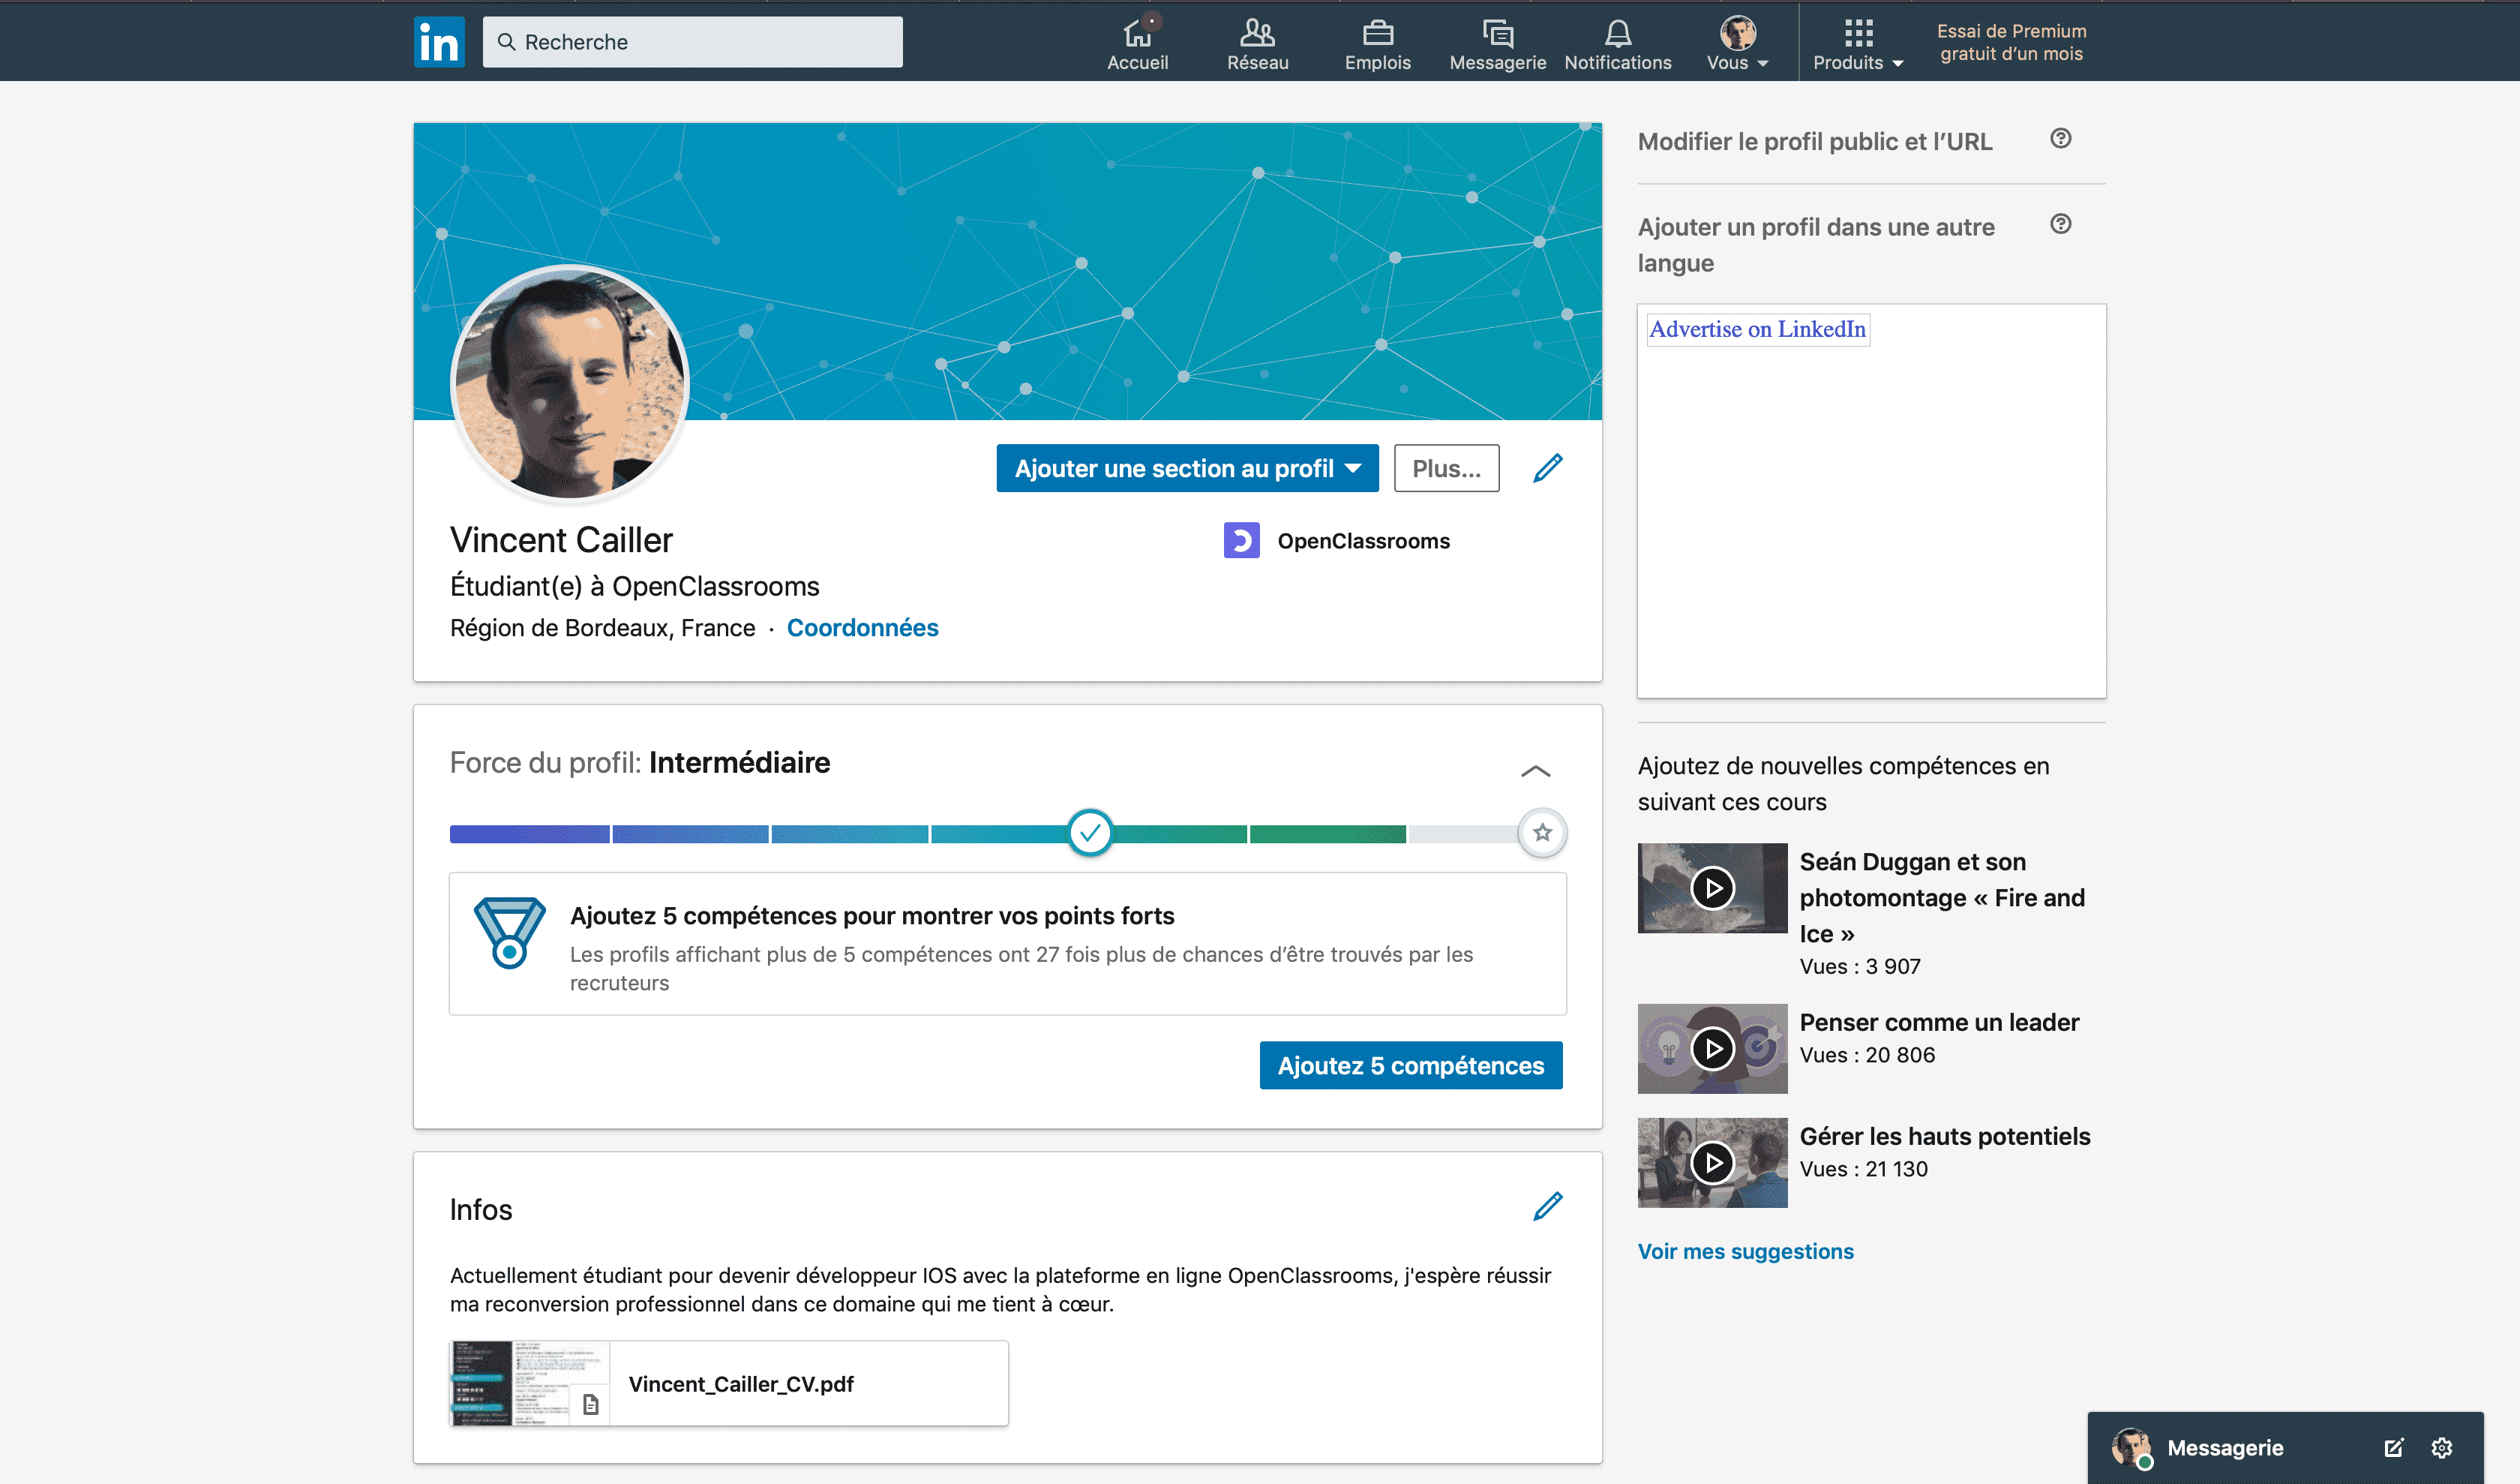 in
Recherche
Accueil
Réseau
Emplois
Messagerie
Notifications
Vous
Produits
Essai de Premium
gratuit d'un mois
Ajouter une section au profil
Plus...
Vincent Cailler
OpenClassrooms
Étudiant(e) à OpenClassrooms
Région de Bordeaux, France · Coordonnées
Force du profil: Intermédiaire
Ajoutez 5 compétences pour montrer vos points forts
Les profils affichant plus de 5 compétences ont 27 fois plus de chances d'être trouvés par les
recruteurs
Ajoutez 5 compétences
Infos
Actuellement étudiant pour devenir développeur IOS avec la plateforme en ligne OpenClassrooms, j'espère réussir
ma reconversion professionnel dans ce domaine qui me tient à cœur.
Vincent_Cailler_CV.pdf
Modifier le profil public et l'URL
Ajouter un profil dans une autre
langue
Advertise on LinkedIn
Ajoutez de nouvelles compétences en
suivant ces cours
Seán Duggan et son
photomontage « Fire and
Ice »
Vues : 3 907
Penser comme un leader
Vues : 20 806
Gérer les hauts potentiels
Vues : 21 130
Voir mes suggestions
Messagerie